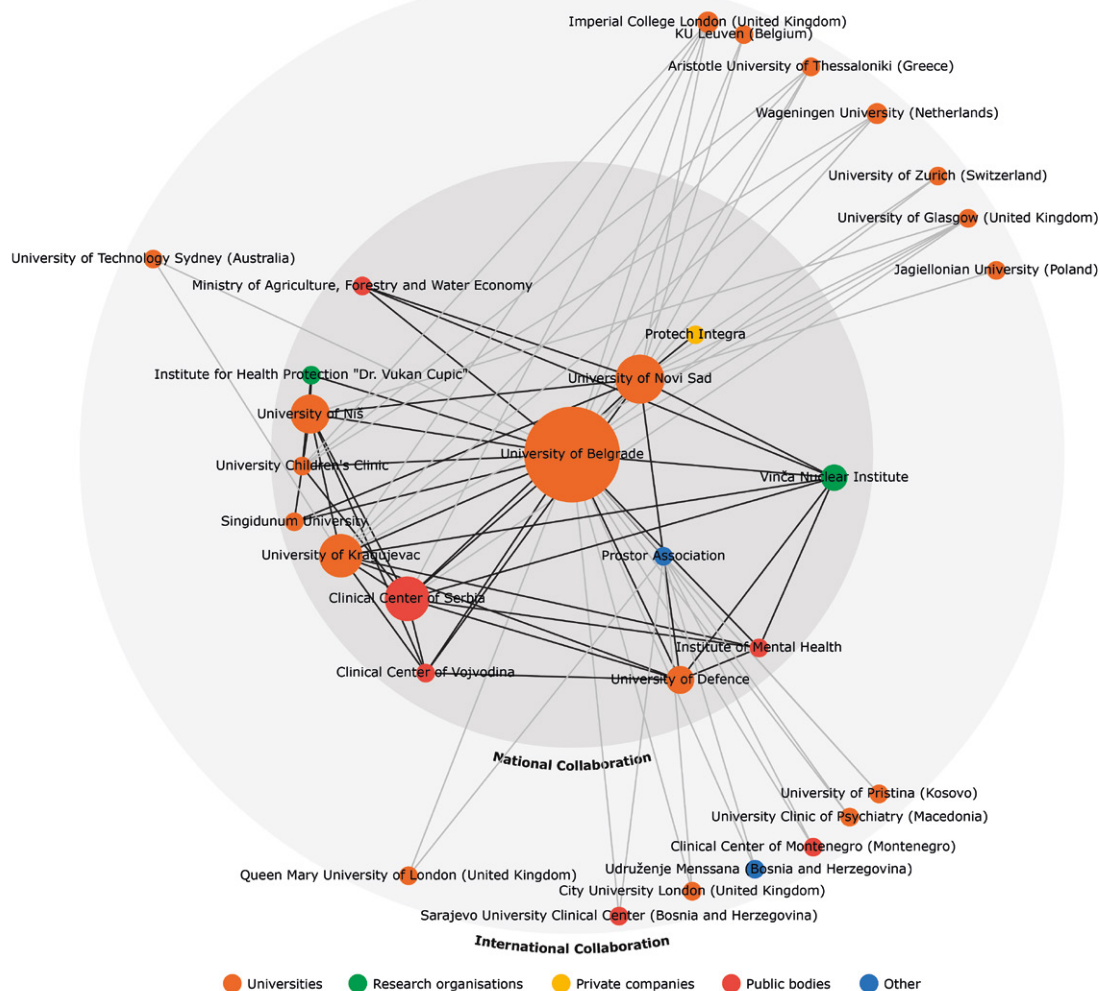 Imperial College London (United Kingdom)
KU Leuven (Belgium)
Aristotle University of Thessaloniki (Greece)
Wageningen University (Netherlands)
University of Zurich (Switzerland)
University of Glasgow (United Kingdom)
University of Technology Sydney (Australia)
Jagiellonian University (Poland)
Ministry of Agriculture, Forestry and Water Economy
Protech Integra
Institute for Health Protection "Dr. Vukan Cupic"
University of Novi Sad
University of Niš
University of Belgrade
University Children's Clinic
Vinča Nuclear Institute
Singidunum University
University of Kragujevac
Prostor Association
Clinical Center of Serbia
Institute of Mental Health
Clinical Center of Vojvodina
University of Defence
National Collaboration
University of Pristina (Kosovo)
University Clinic of Psychiatry (Macedonia)
Clinical Center of Montenegro (Montenegro)
Udruženje Menssana (Bosnia and Herzegovina)
Queen Mary University of London (United Kingdom)
City University London (United Kingdom)
Sarajevo University Clinical Center (Bosnia and Herzegovina)
International Collaboration
Universities
Research organisations
Private companies
Public bodies
Other